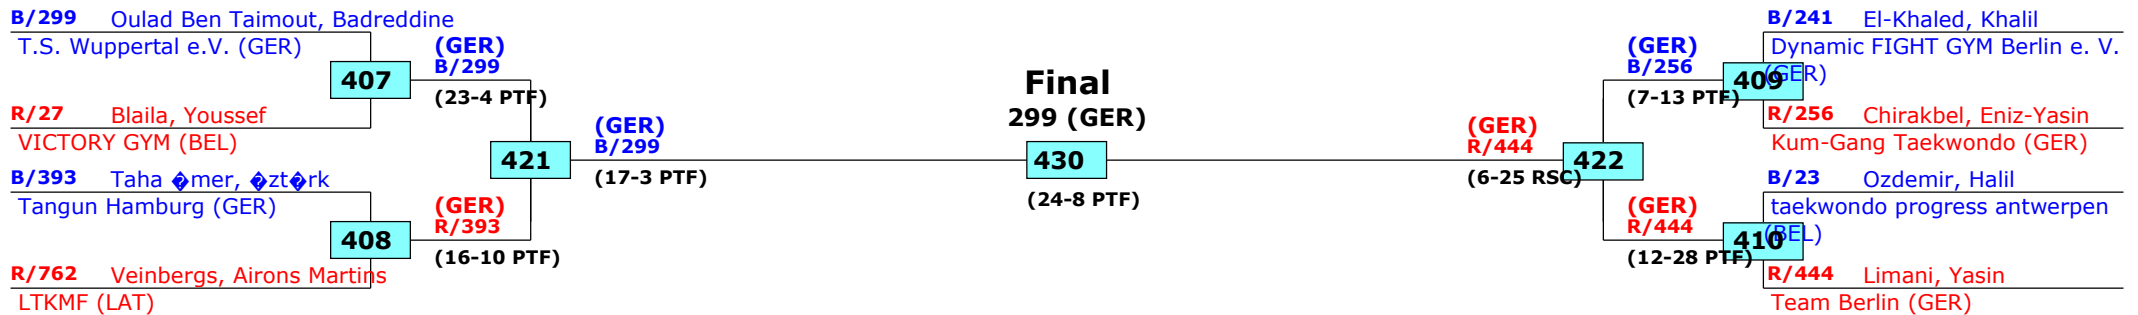 B/299 Oulad Ben Taimout, Badreddine
T.S. Wuppertal e.V. (GER)
407
R/27 Blaila, Youssef
VICTORY GYM (BEL)
B/393 Taha �mer, �zt�rk
Tangun Hamburg (GER)
408
R/762 Veinbergs, Airons Martins
LTKMF (LAT)
(GER)
B/299
(23-4 PTF)
421
(GER)
R/393
(16-10 PTF)
(GER)
B/299
(17-3 PTF)
Final
299 (GER)
430
(24-8 PTF)
(GER)
R/444
(6-25 RSC)
422
(GER)
B/256
(7-13 PTF)
(GER)
R/444
(12-28 PTF)
B/241 El-Khaled, Khalil
Dynamic FIGHT GYM Berlin e. V.
(GER)
409
R/256 Chirakbel, Eniz-Yasin
Kum-Gang Taekwondo (GER)
B/23 Ozdemir, Halil
taekwondo progress antwerpen
(BEL)
410
R/444 Limani, Yasin
Team Berlin (GER)